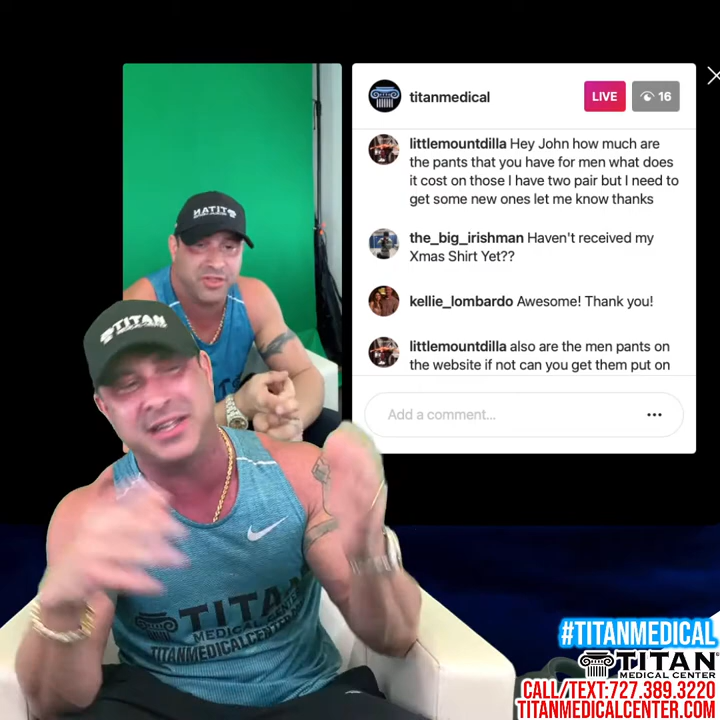 titanmedical
LIVE
16
littlemountdilla Hey John how much are
the pants that you have for men what does
it cost on those I have two pair but I need to
get some new ones let me know thanks
the_big_irishman Haven't received my
Xmas Shirt Yet??
kellie_lombardo Awesome! Thank you!
littlemountdilla also are the men pants on
the website if not can you get them put on
Add a comment...
TITAN
TITAN
TITAN
MEDICAL CENTER
TITANMEDICALCENTER
#TITANMEDICAL
TITAN
MEDICAL CENTER
CALL/TEXT:727.389.3220
TITANMEDICALCENTER.COM